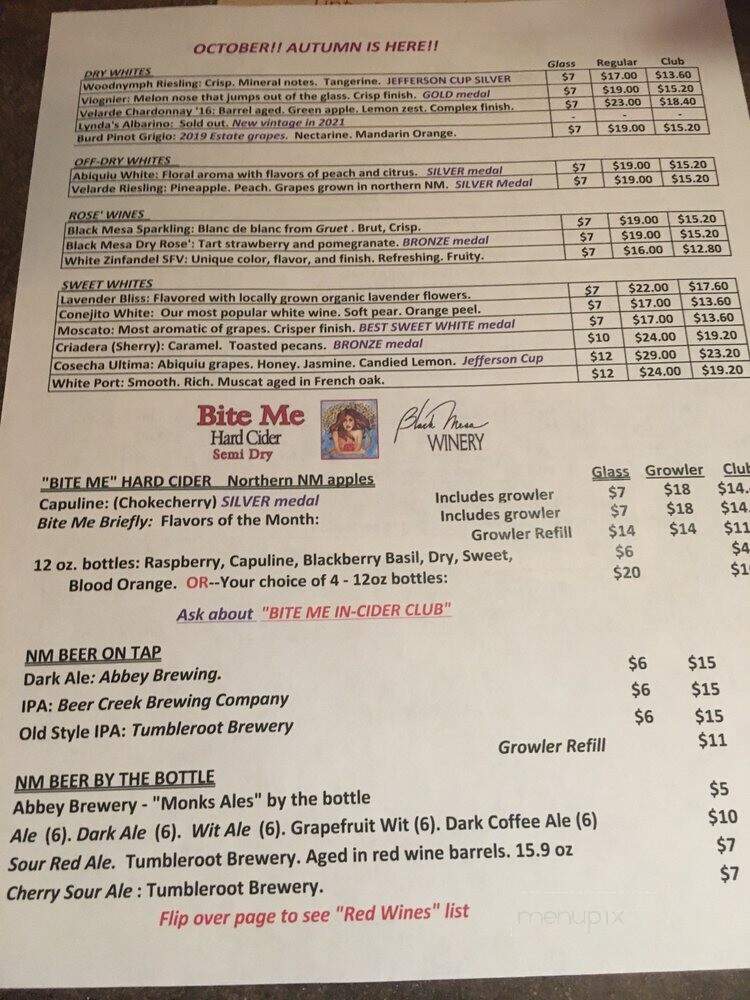 OCTOBER!! AUTUMN IS HERE!!
DRY WHITES Glass Regular Club
Woodnymph Riesling: Crisp. Mineral notes. Tangerine. JEFFERSON CUP SILVER $7 $17.00 $13.60
Viognier: Melon nose that jumps out of the glass. Crisp finish. GOLD medal $7 $19.00 $15.20
Velarde Chardonnay '16: Barrel aged. Green apple. Lemon zest. Complex finish. $7 $23.00 $18.40
Lynda's Albarino: Sold out. New vintage in 2021 - - -
Burd Pinot Grigio: 2019 Estate grapes. Nectarine. Mandarin Orange. $7 $19.00 $15.20
OFF-DRY WHITES
Abiquiu White: Floral aroma with flavors of peach and citrus. SILVER medal $7 $19.00 $15.20
Velarde Riesling: Pineapple. Peach. Grapes grown in northern NM. SILVER Medal $7 $19.00 $15.20
ROSE' WINES
Black Mesa Sparkling: Blanc de blanc from Gruet . Brut, Crisp. $7 $19.00 $15.20
Black Mesa Dry Rose': Tart strawberry and pomegranate. BRONZE medal $7 $19.00 $15.20
White Zinfandel SFV: Unique color, flavor, and finish. Refreshing. Fruity. $7 $16.00 $12.80
SWEET WHITES
Lavender Bliss: Flavored with locally grown organic lavender flowers. $7 $22.00 $17.60
Conejito White: Our most popular white wine. Soft pear. Orange peel. $7 $17.00 $13.60
Moscato: Most aromatic of grapes. Crisper finish. BEST SWEET WHITE medal $7 $17.00 $13.60
Criadera (Sherry): Caramel. Toasted pecans. BRONZE medal $10 $24.00 $19.20
Cosecha Ultima: Abiquiu grapes. Honey. Jasmine. Candied Lemon. Jefferson Cup $12 $29.00 $23.20
White Port: Smooth. Rich. Muscat aged in French oak. $12 $24.00 $19.20
Bite Me
Hard Cider
Semi Dry
Black Mesa
WINERY
"BITE ME" HARD CIDER Northern NM apples Glass Growler Club
Capuline: (Chokecherry) SILVER medal Includes growler $7 $18 $14.
Bite Me Briefly: Flavors of the Month: Includes growler $7 $18 $14.
Growler Refill $14 $14 $11
12 oz. bottles: Raspberry, Capuline, Blackberry Basil, Dry, Sweet, $6 $4
Blood Orange. OR--Your choice of 4 - 12oz bottles: $20 $1
Ask about "BITE ME IN-CIDER CLUB"
NM BEER ON TAP
Dark Ale: Abbey Brewing. $6 $15
IPA: Beer Creek Brewing Company $6 $15
Old Style IPA: Tumbleroot Brewery $6 $15
Growler Refill $11
NM BEER BY THE BOTTLE
Abbey Brewery - "Monks Ales" by the bottle $5
Ale (6). Dark Ale (6). Wit Ale (6). Grapefruit Wit (6). Dark Coffee Ale (6) $10
Sour Red Ale. Tumbleroot Brewery. Aged in red wine barrels. 15.9 oz $7
Cherry Sour Ale : Tumbleroot Brewery. $7
Flip over page to see "Red Wines" list
menupix